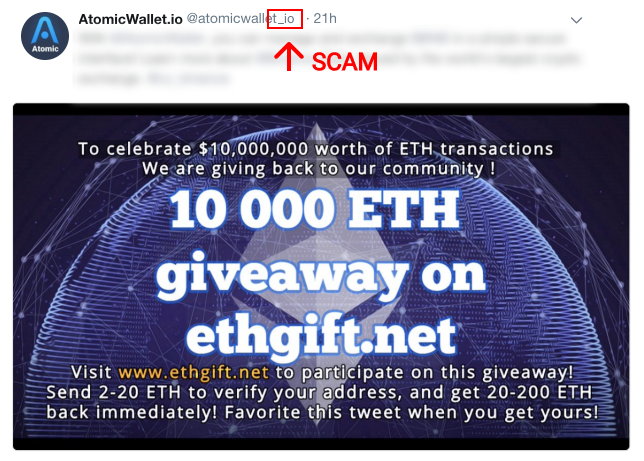 AtomicWallet.io @atomicwallet_io · 21h
Atomic
SCAM
To celebrate $10,000,000 worth of ETH transactions
We are giving back to our community !
10 000 ETH
giveaway on
ethgift.net
Visit www.ethgift.net to participate on this giveaway!
Send 2-20 ETH to verify your address, and get 20-200 ETH
back immediately! Favorite this tweet when you get yours!